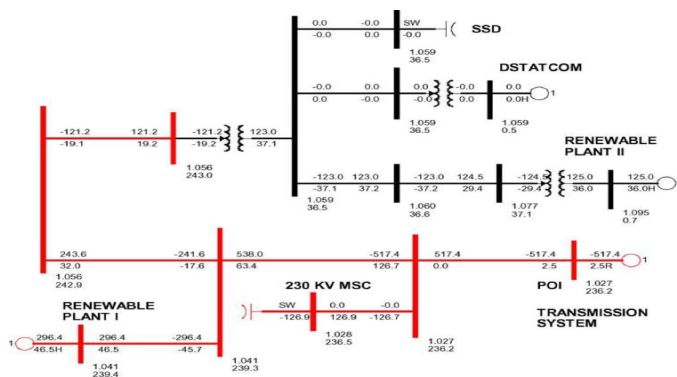 0.0 -0.0 SW SSD
-0.0 0.0 -0.0
1.059
36.5
DSTATCOM
0.0 -0.0 0.0 -0.0 0.0 1
-0.0 0.0 -0.0 0.0 0.0H
1.059 1.059
36.5 0.5
-121.2 121.2 -121.2 123.0
-19.1 19.2 -19.2 37.1
1.056
243.0
RENEWABLE
PLANT II
-123.0 123.0 -123.0 124.5 -124.5 125.0 125.0
-37.1 37.2 -37.2 29.4 -29.4 36.0 36.0H
1.059 1.060 1.077 1.095
36.5 36.6 37.1 0.7
243.6 -241.6 538.0 -517.4 517.4 -517.4 -517.4 1
32.0 -17.6 63.4 126.7 0.0 2.5 2.5R
1.056
242.9
230 KV MSC
POI
1.027
236.2
SW 0.0 -0.0
-126.9 126.9 -126.7
TRANSMISSION
SYSTEM
RENEWABLE
PLANT I
1.028 1.027
236.5 236.2
1 296.4 296.4 -296.4
46.5H 46.5 -45.7
1.041 1.041
239.4 239.3